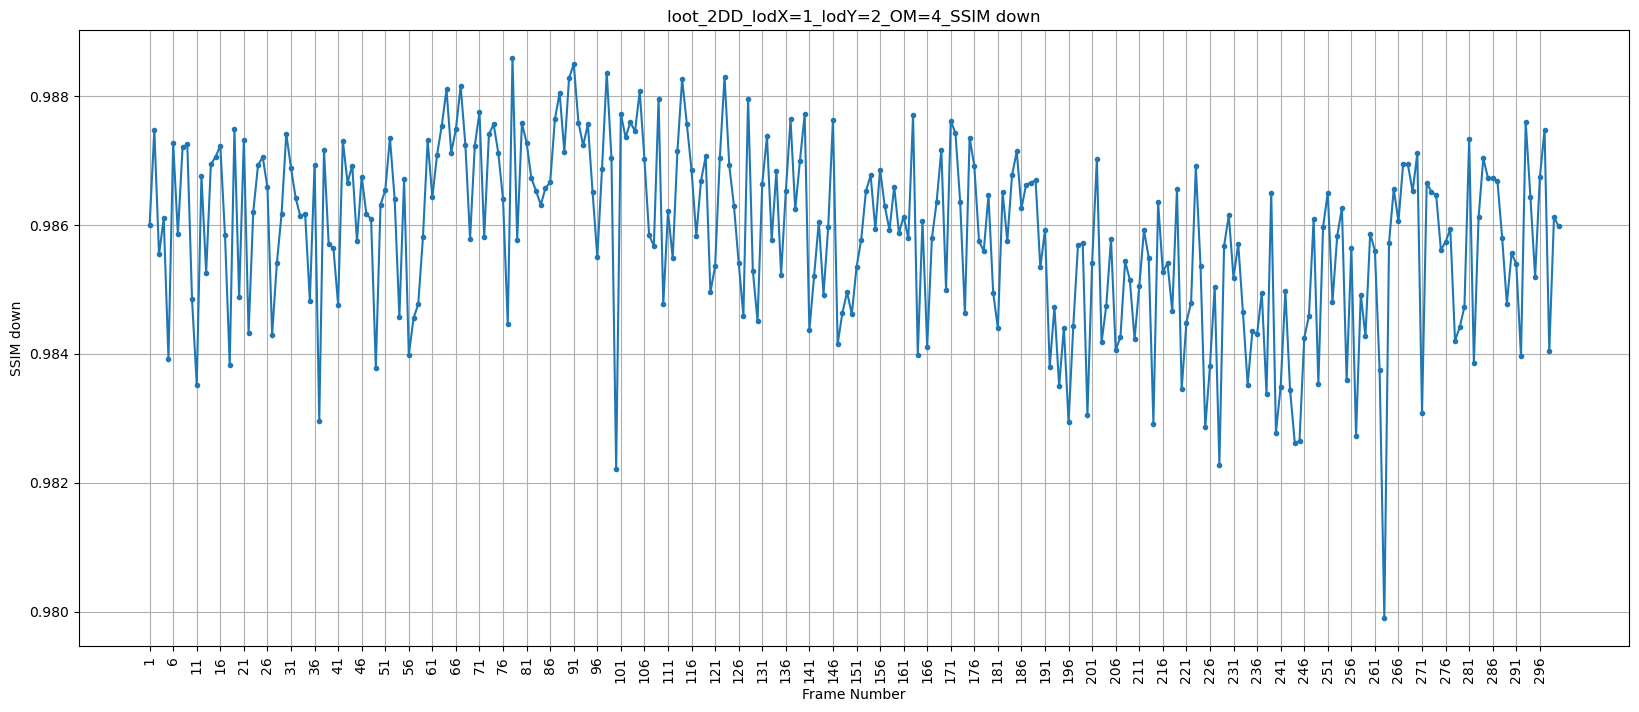 loot_2DD_lodX=1_lodY=2_OM=4_SSIM down
SSIM down
0.988
0.986
0.984
0.982
0.980
1 6 11 16 21 26 31 36 41 46 51 56 61 66 71 76 81 86 91 96 101 106 111 116 121 126 131 136 141 146 151 156 161 166 171 176 181 186 191 196 201 206 211 216 221 226 231 236 241 246 251 256 261 266 271 276 281 286 291 296
Frame Number